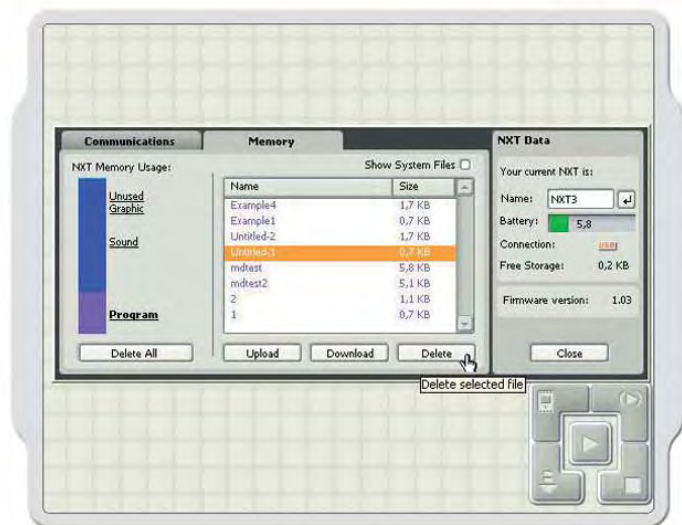 Communications
Memory
NXT Memory Usage:
Unused
Graphic
Sound
Program
Delete All
Show System Files
Name Size
Example4 1,7 KB
Example1 0,7 KB
Untitled-2 1,7 KB
Untitled-1 0,7 KB
mdtest 5,8 KB
mdtest2 5,1 KB
2 1,1 KB
1 0,7 KB
Upload Download Delete
Delete selected file
NXT Data
Your current NXT is:
Name: NXT3
Battery: 5,8
Connection: USB
Free Storage: 0,2 KB
Firmware version: 1.03
Close